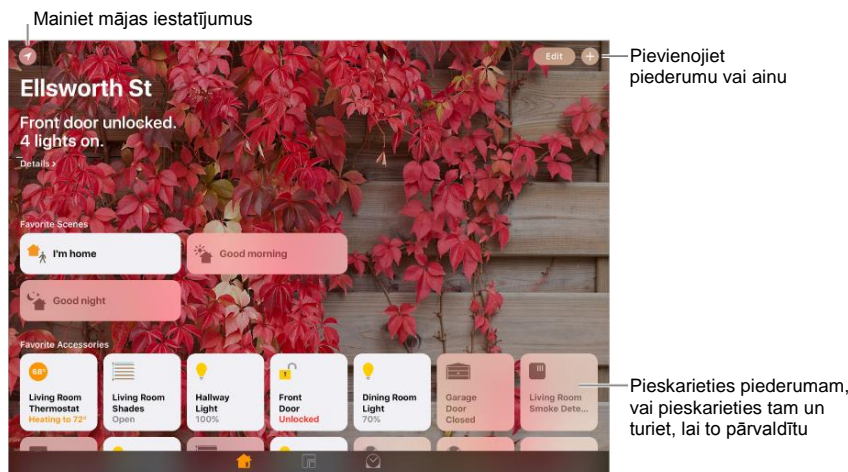 Mainiet mājas iestatījumus
Edit
Pievienojiet
piederumu vai ainu
Ellsworth St
Front door unlocked.
4 lights on.
Details >
Favorite Scenes
I'm home
Good morning
Good night
Favorite Accessories
68°
Living Room
Thermostat
Heating to 72°
Living Room
Shades
Open
Hallway
Light
100%
Front
Door
Unlocked
Dining Room
Light
70%
Garage
Door
Closed
Living Room
Smoke Dete...
Pieskarieties piederumam,
vai pieskarieties tam un
turiet, lai to pārvaldītu